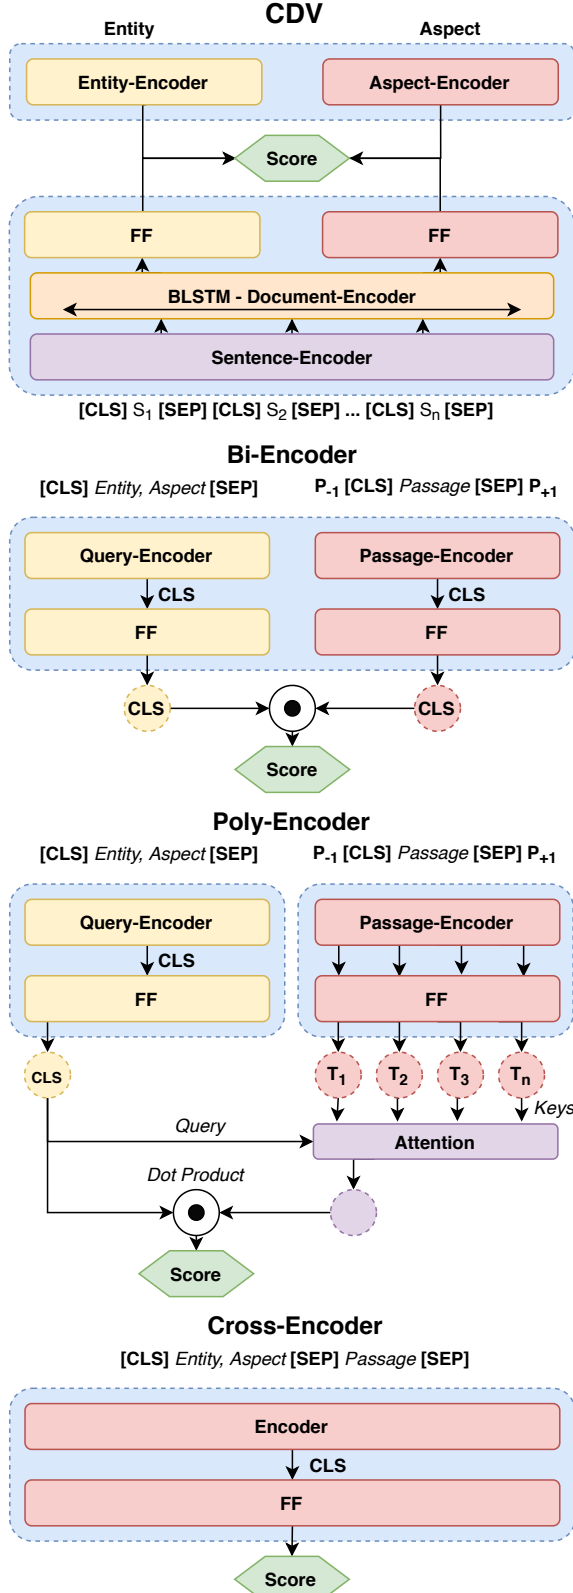 CDV
Entity Aspect
Entity-Encoder Aspect-Encoder
Score
FF FF
BLSTM - Document-Encoder
Sentence-Encoder
[CLS] S1 [SEP] [CLS] S2 [SEP] ... [CLS] Sn [SEP]
Bi-Encoder
[CLS] Entity, Aspect [SEP] P-1 [CLS] Passage [SEP] P+1
Query-Encoder Passage-Encoder
CLS CLS
FF FF
CLS CLS
Score
Poly-Encoder
[CLS] Entity, Aspect [SEP] P-1 [CLS] Passage [SEP] P+1
Query-Encoder Passage-Encoder
CLS
FF FF
CLS T1 T2 T3 Tn
Keys
Query
Attention
Dot Product
Score
Cross-Encoder
[CLS] Entity, Aspect [SEP] Passage [SEP]
Encoder
CLS
FF
Score